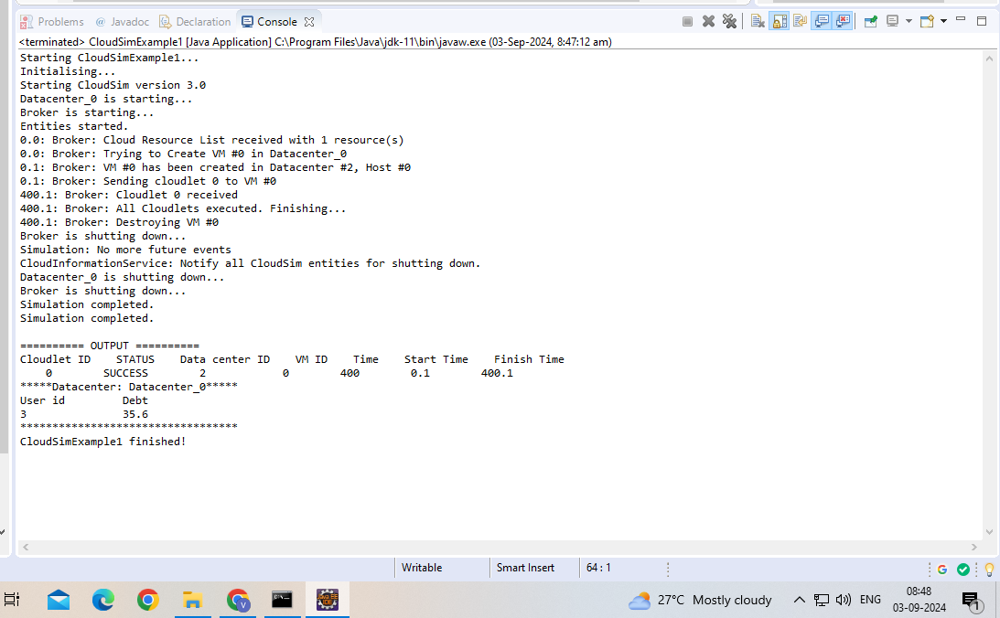 Problems @ Javadoc Declaration Console
<terminated> CloudSimExample1 [Java Application] C:\Program Files\Java\jdk-11\bin\javaw.exe (03-Sep-2024, 8:47:12 am)
Starting CloudSimExample1...
Initialising...
Starting CloudSim version 3.0
Datacenter_0 is starting...
Broker is starting...
Entities started.
0.0: Broker: Cloud Resource List received with 1 resource(s)
0.0: Broker: Trying to Create VM #0 in Datacenter_0
0.1: Broker: VM #0 has been created in Datacenter #2, Host #0
0.1: Broker: Sending cloudlet 0 to VM #0
400.1: Broker: Cloudlet 0 received
400.1: Broker: All Cloudlets executed. Finishing...
400.1: Broker: Destroying VM #0
Broker is shutting down...
Simulation: No more future events
CloudInformationService: Notify all CloudSim entities for shutting down.
Datacenter_0 is shutting down...
Broker is shutting down...
Simulation completed.
Simulation completed.
========== OUTPUT ==========
Cloudlet ID    STATUS    Data center ID    VM ID    Time    Start Time    Finish Time
0    SUCCESS    2    0    400    0.1    400.1
*****Datacenter: Datacenter_0*****
User id    Debt
3    35.6
**********************************
CloudSimExample1 finished!
Writable    Smart Insert    64 : 1
27°C Mostly cloudy    ENG    08:48
03-09-2024    1